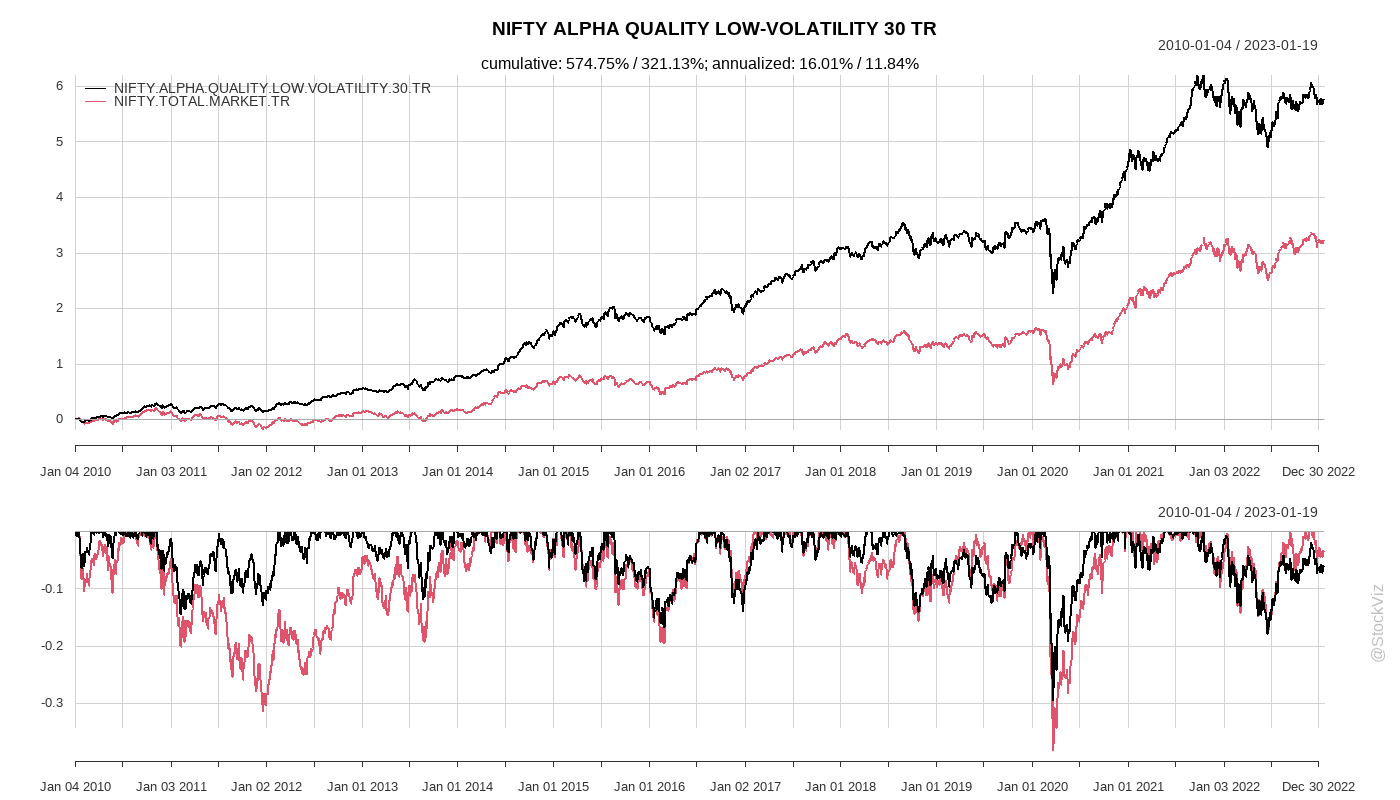 NIFTY ALPHA QUALITY LOW-VOLATILITY 30 TR
2010-01-04 / 2023-01-19
cumulative: 574.75% / 321.13%; annualized: 16.01% / 11.84%
NIFTY.ALPHA.QUALITY.LOW.VOLATILITY.30.TR
NIFTY.TOTAL.MARKET.TR
6
5
4
3
2
1
0
Jan 04 2010 Jan 03 2011 Jan 02 2012 Jan 01 2013 Jan 01 2014 Jan 01 2015 Jan 01 2016 Jan 02 2017 Jan 01 2018 Jan 01 2019 Jan 01 2020 Jan 01 2021 Jan 03 2022 Dec 30 2022
2010-01-04 / 2023-01-19
-0.1
-0.2
-0.3
Jan 04 2010 Jan 03 2011 Jan 02 2012 Jan 01 2013 Jan 01 2014 Jan 01 2015 Jan 01 2016 Jan 02 2017 Jan 01 2018 Jan 01 2019 Jan 01 2020 Jan 01 2021 Jan 03 2022 Dec 30 2022
@StockViz